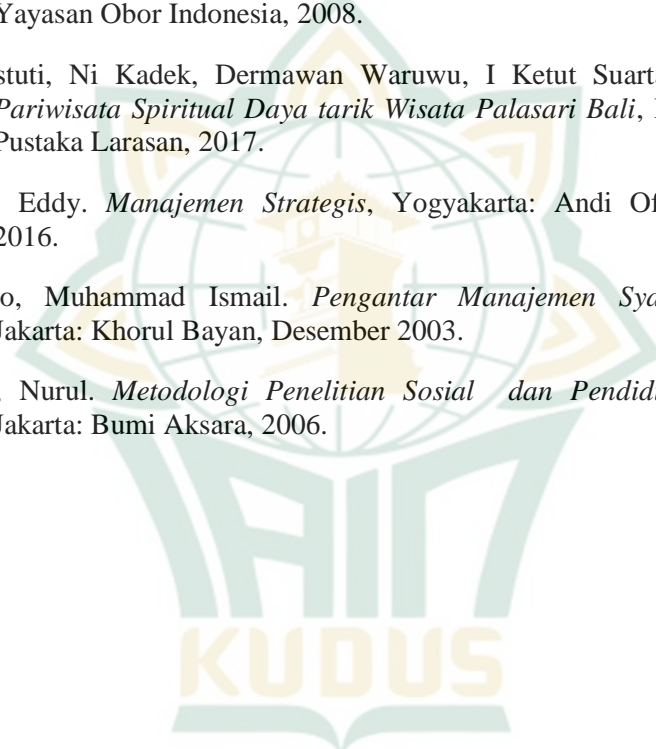 Yayasan Obor Indonesia, 2008.
stuti, Ni Kadek, Dermawan Waruwu, I Ketut Suart
Pariwisata Spiritual Daya tarik Wisata Palasari Bali,
Pustaka Larasan, 2017.
Eddy. Manajemen Strategis, Yogyakarta: Andi Of
2016.
o, Muhammad Ismail. Pengantar Manajemen Sya
Jakarta: Khorul Bayan, Desember 2003.
, Nurul. Metodologi Penelitian Sosial dan Pendid
Jakarta: Bumi Aksara, 2006.
IAIN
KUDUS